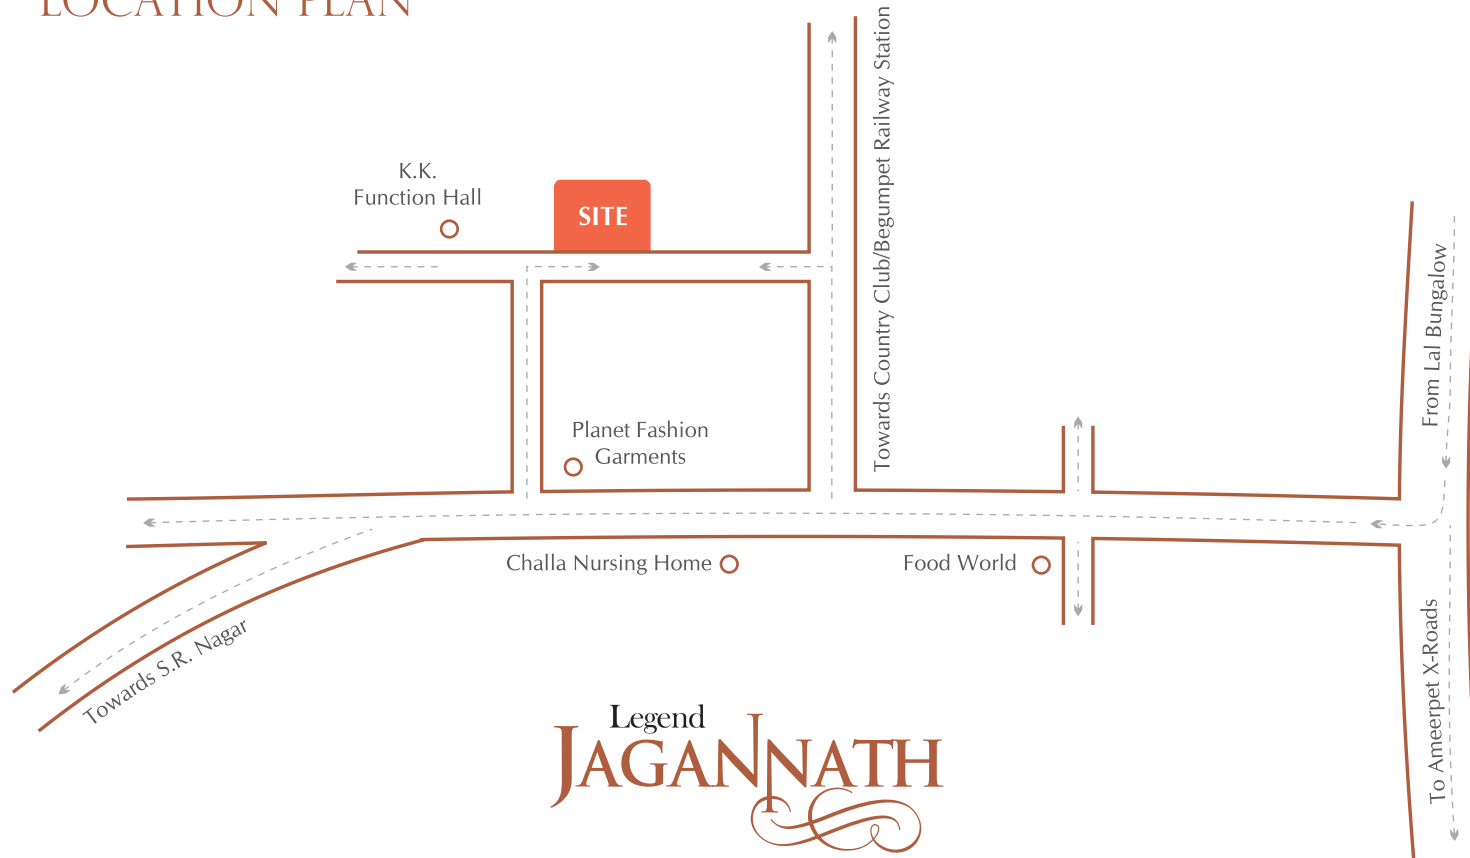 LOCATION PLAN
Towards Country Club/Begumpet Railway Station
K.K.
Function Hall
SITE
From Lal Bungalow
Planet Fashion
Garments
Challa Nursing Home
Food World
Towards S.R. Nagar
To Ameerpet X-Roads
Legend
JAGANNATH